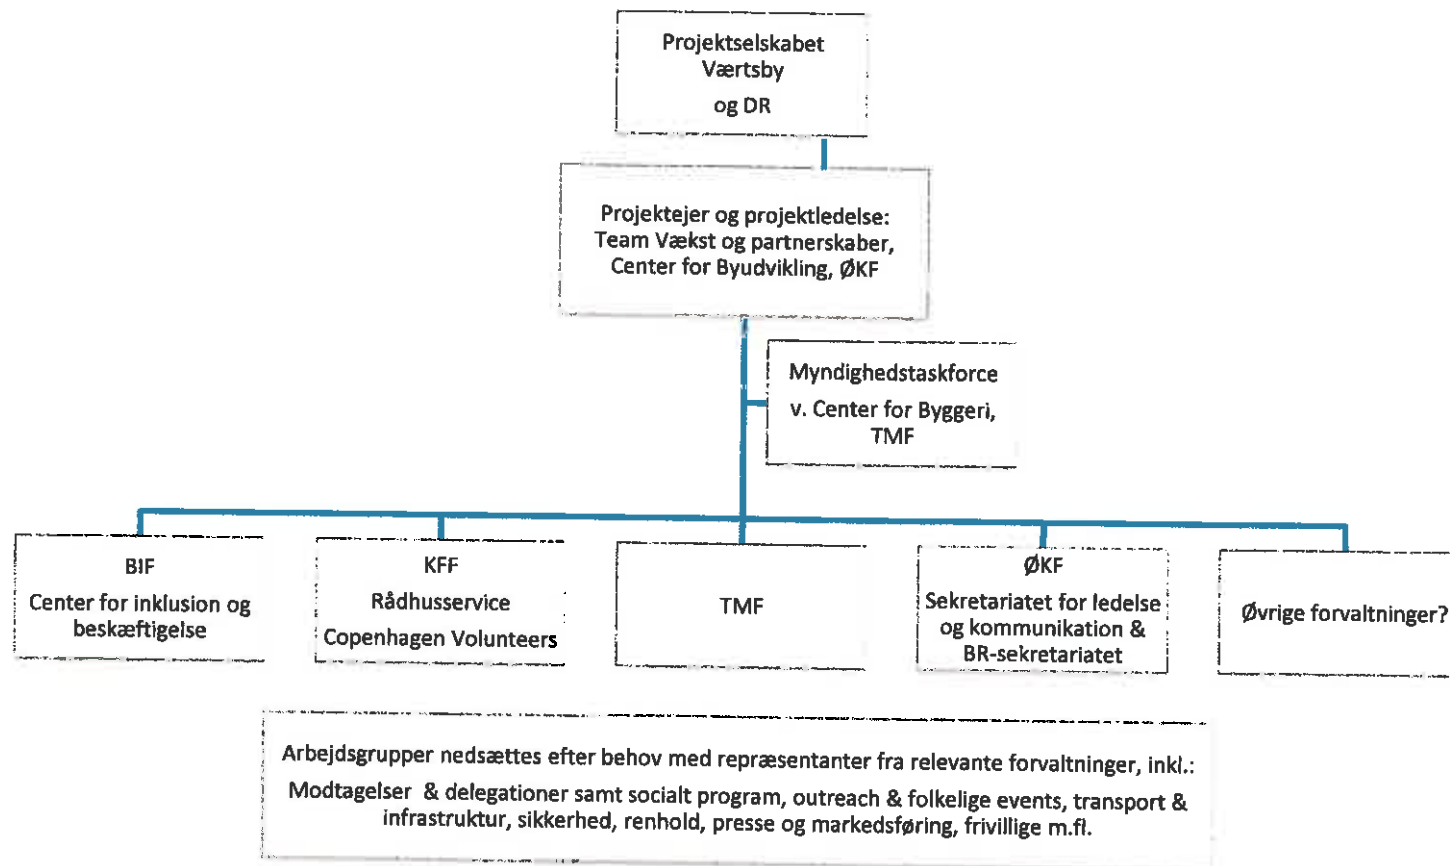 Projektselskabet
Værtsby
og DR
Projektejer og projektledelse:
Team Vækst og partnerskaber,
Center for Byudvikling, ØKF
Myndighedstaskforce
v. Center for Byggeri,
TMF
BIF
Center for inklusion og
beskæftigelse
KFF
Rådhusservice
Copenhagen Volunteers
TMF
ØKF
Sekretariatet for ledelse
og kommunikation &
BR-sekretariatet
Øvrige forvaltninger?
Arbejdsgrupper nedsættes efter behov med repræsentanter fra relevante forvaltninger, inkl.:
Modtagelser & delegationer samt socialt program, outreach & folkelige events, transport &
infrastruktur, sikkerhed, renhold, presse og markedsføring, frivillige m.fl.